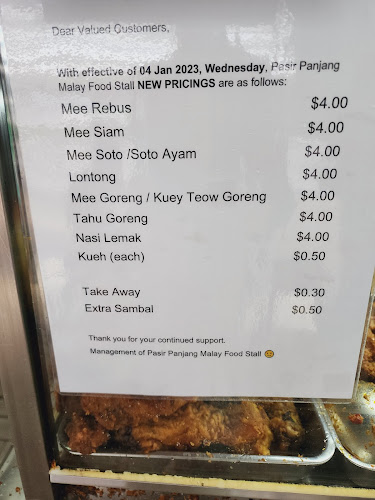 Dear Valued Customers,
With effective of 04 Jan 2023, Wednesday, Pasir Panjang
Malay Food Stall NEW PRICINGS are as follows:
Mee Rebus $4.00
Mee Siam $4.00
Mee Soto /Soto Ayam $4.00
Lontong $4.00
Mee Goreng / Kuey Teow Goreng $4.00
Tahu Goreng $4.00
Nasi Lemak $4.00
Kueh (each) $0.50
Take Away $0.30
Extra Sambal $0.50
Thank you for your continued support.
Management of Pasir Panjang Malay Food Stall 😊